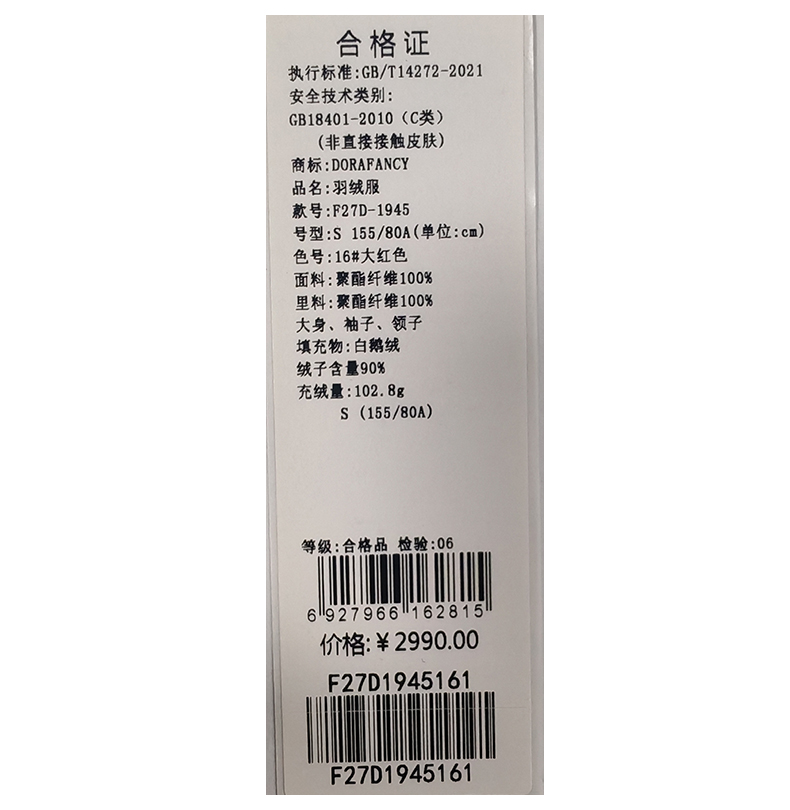 合格证
执行标准:GB/T14272-2021
安全技术类别:
GB18401-2010（C类）
(非直接接触皮肤)
商标:DORAFANCY
品名:羽绒服
款号:F27D-1945
号型:S 155/80A(单位:cm)
色号:16#大红色
面料:聚酯纤维100%
里料:聚酯纤维100%
大身、袖子、领子
填充物:白鹅绒
绒子含量90%
充绒量:102.8g
S (155/80A)
等级:合格品 检验:06
6 927966 162815
价格:￥2990.00
F27D1945161
F27D1945161